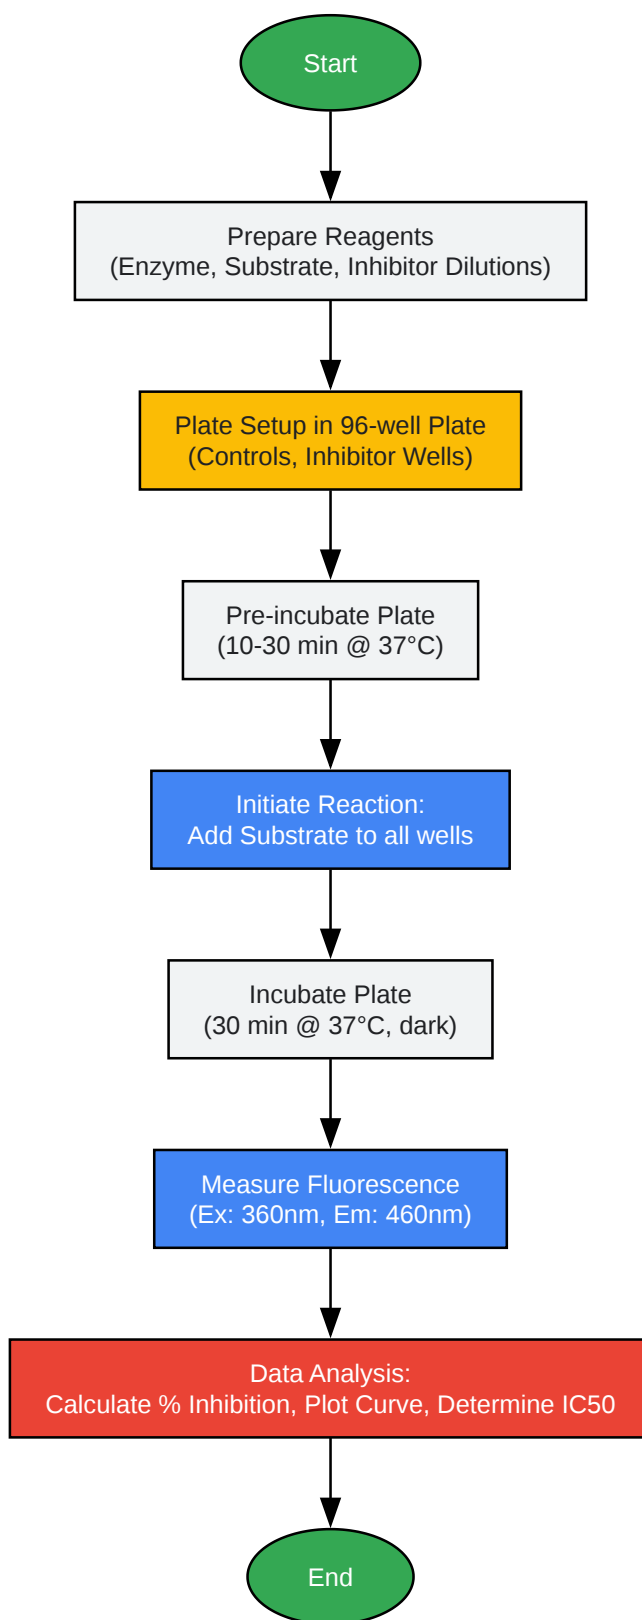 Start
Prepare Reagents
(Enzyme, Substrate, Inhibitor Dilutions)
Plate Setup in 96-well Plate
(Controls, Inhibitor Wells)
Pre-incubate Plate
(10-30 min @ 37°C)
Initiate Reaction:
Add Substrate to all wells
Incubate Plate
(30 min @ 37°C, dark)
Measure Fluorescence
(Ex: 360nm, Em: 460nm)
Data Analysis:
Calculate % Inhibition, Plot Curve, Determine IC50
End